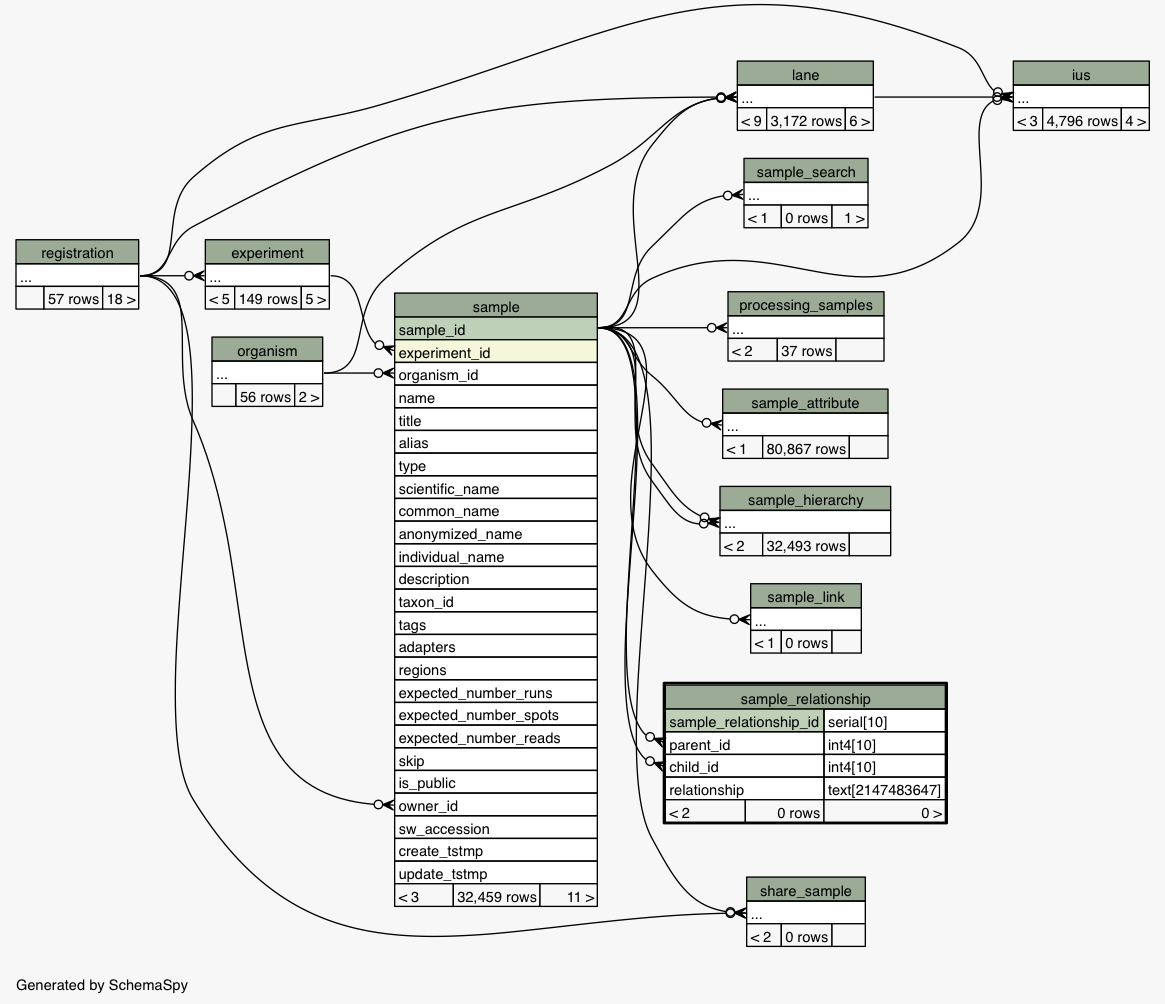 lane
...
< 9 3,172 rows 6 >
ius
...
< 3 4,796 rows 4 >
sample_search
...
< 1 0 rows 1 >
registration
...
57 rows 18 >
experiment
...
< 5 149 rows 5 >
organism
...
56 rows 2 >
sample
sample_id
experiment_id
organism_id
name
title
alias
type
scientific_name
common_name
anonymized_name
individual_name
description
taxon_id
tags
adapters
regions
expected_number_runs
expected_number_spots
expected_number_reads
skip
is_public
owner_id
sw_accession
create_tstmp
update_tstmp
< 3 32,459 rows 11 >
processing_samples
...
< 2 37 rows
sample_attribute
...
< 1 80,867 rows
sample_hierarchy
...
< 2 32,493 rows
sample_link
...
< 1 0 rows
sample_relationship
sample_relationship_id serial[10]
parent_id int4[10]
child_id int4[10]
relationship text[2147483647]
< 2 0 rows 0 >
share_sample
...
< 2 0 rows
Generated by SchemaSpy